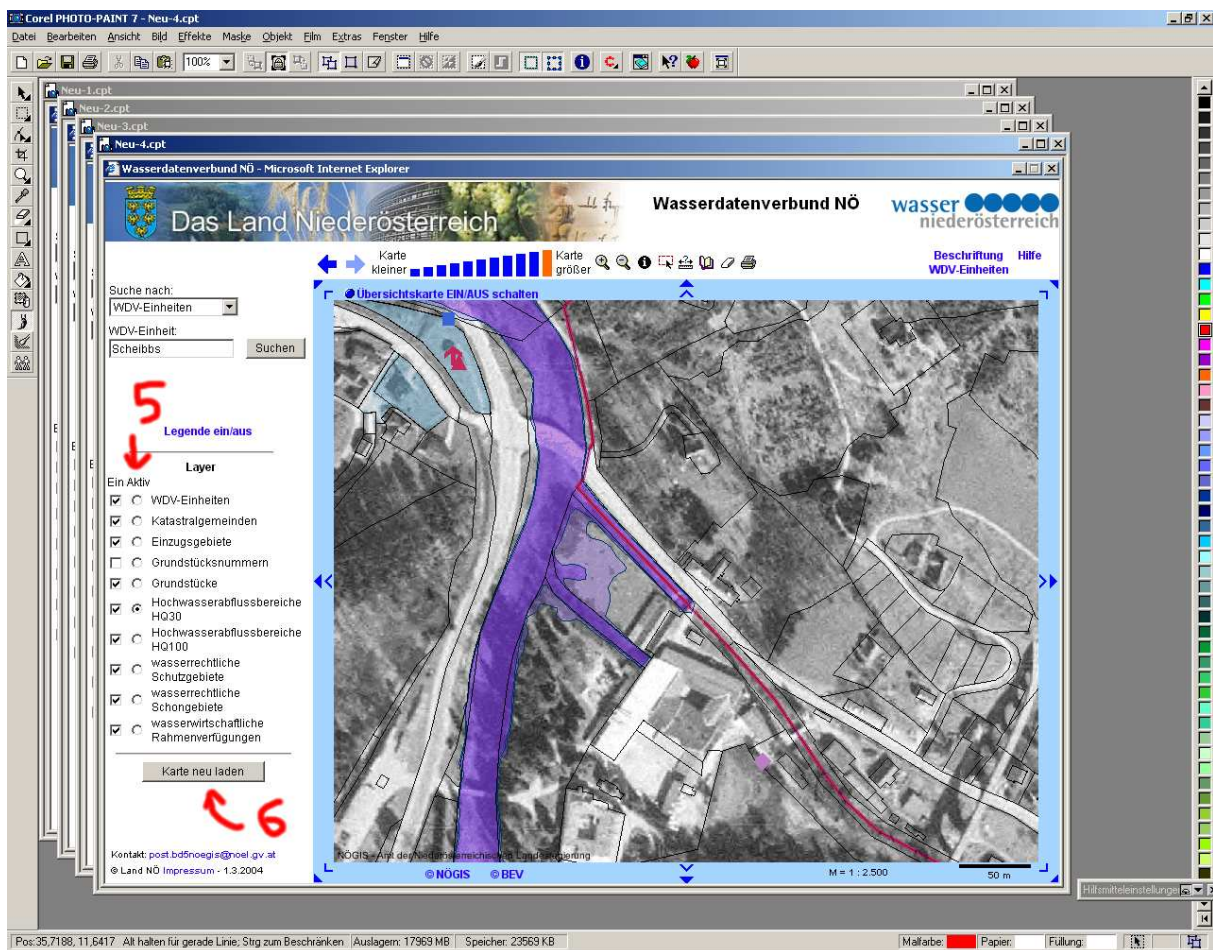 Corel PHOTO-PAINT 7 - Neu-4.cpt
Datei Bearbeiten Ansicht Bild Effekte Maske Objekt Film Extras Fenster Hilfe
100%
Neu-1.cpt
Neu-2.cpt
Neu-3.cpt
Neu-4.cpt
Wasserdatenverbund NÖ - Microsoft Internet Explorer
Das Land Niederösterreich
Wasserdatenverbund NÖ
wasser
niederösterreich
Karte
kleiner
Karte
größer
Beschriftung Hilfe
WDV-Einheiten
Suche nach:
WDV-Einheiten
WDV-Einheit:
Scheibbs
Suchen
Übersichtskarte EIN/AUS schalten
5
Legende ein/aus
Layer
Ein Aktiv
WDV-Einheiten
Katastralgemeinden
Einzugsgebiete
Grundstücksnummern
Grundstücke
Hochwasserabflussbereiche
HQ30
Hochwasserabflussbereiche
HQ100
wasserrechtliche
Schutzgebiete
wasserrechtliche
Schongebiete
wasserwirtschaftliche
Rahmenverfügungen
Karte neu laden
6
Kontakt: post.bd5noegis@noel.gv.at
© Land NÖ Impressum - 1.3.2004
NÖGIS - Amt der Niederösterreichischen Landesregierung
© NÖGIS © BEV
M = 1 : 2.500
50 m
Hilfsmitteleinstellungen
Pos:35,7188, 11,6417 Alt halten für gerade Linie; Strg zum Beschränken Auslagern: 17969 MB Speicher: 23569 KB
Malfarbe: Papier: Füllung: